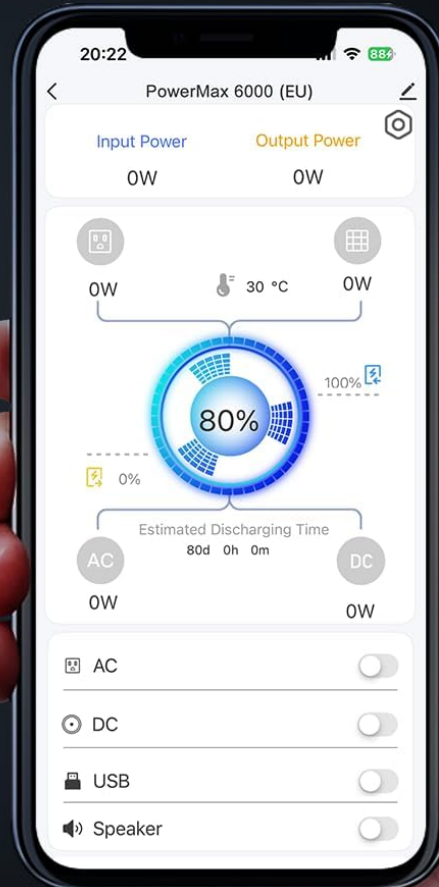 20:22
88
PowerMax 6000 (EU)
Input Power
Output Power
0W
0W
0W
30 °C
0W
100%
80%
0%
Estimated Discharging Time
80d 0h 0m
AC
DC
0W
0W
AC
DC
USB
Speaker